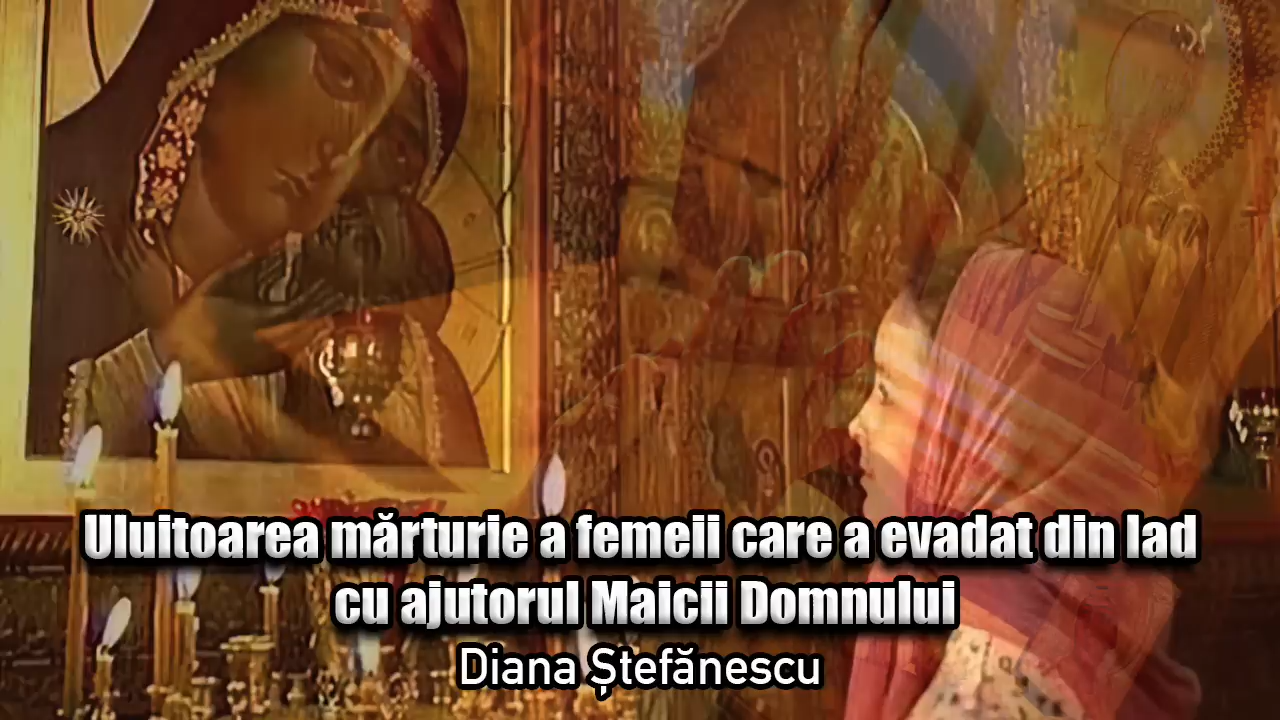 Uluitoarea mărturie a femeii care a evadat din Iad
cu ajutorul Maicii Domnului
Diana Ștefănescu